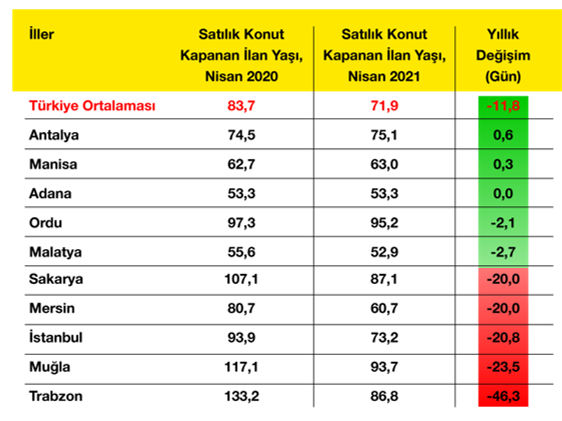 İller Satılık Konut Kapanan İlan Yaşı, Nisan 2020 Satılık Konut Kapanan İlan Yaşı, Nisan 2021 Yıllık Değişim (Gün)
Türkiye Ortalaması 83,7 71,9 -11,8
Antalya 74,5 75,1 0,6
Manisa 62,7 63,0 0,3
Adana 53,3 53,3 0,0
Ordu 97,3 95,2 -2,1
Malatya 55,6 52,9 -2,7
Sakarya 107,1 87,1 -20,0
Mersin 80,7 60,7 -20,0
İstanbul 93,9 73,2 -20,8
Muğla 117,1 93,7 -23,5
Trabzon 133,2 86,8 -46,3